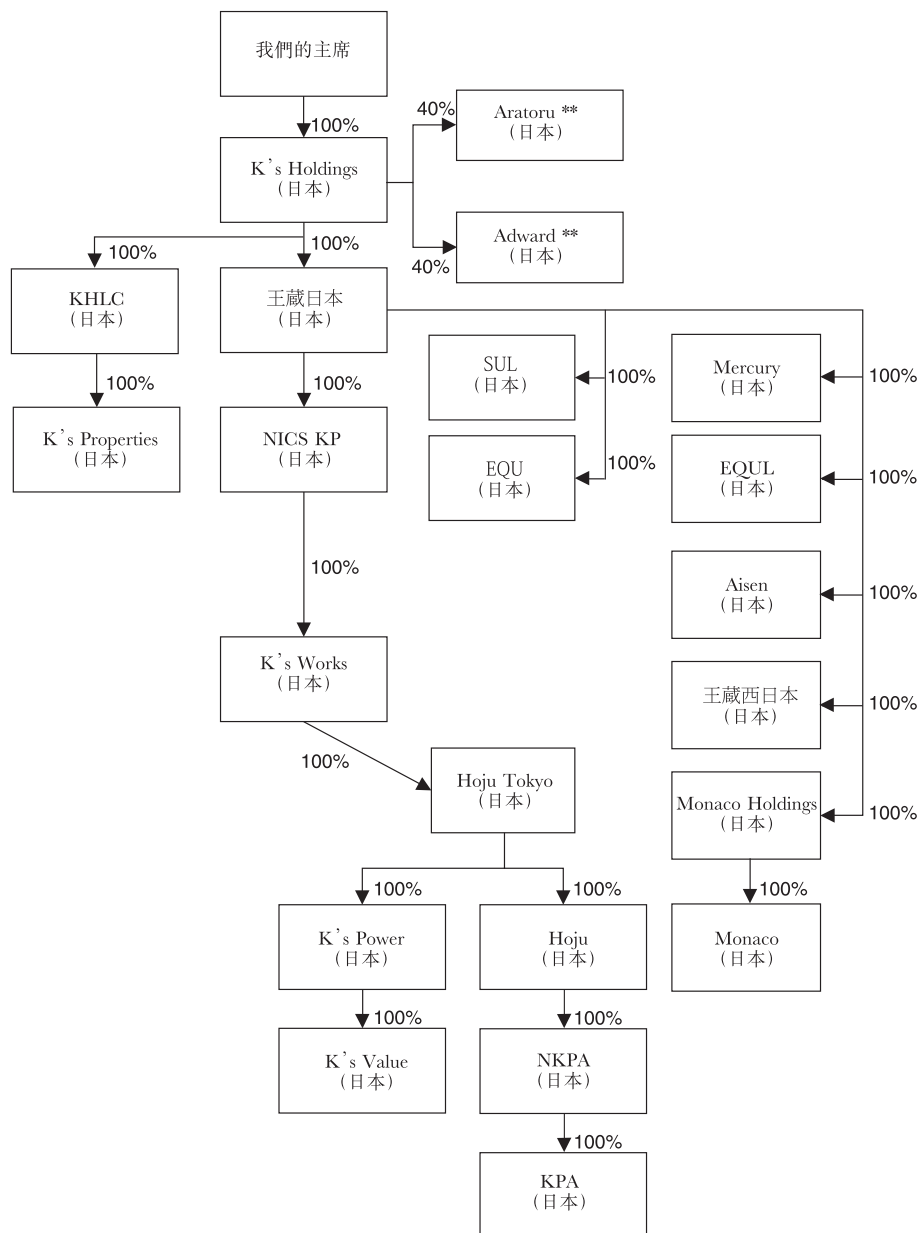 我們的主席
100%
K's Holdings
(日本)
40%
Aratoru **
(日本)
Adward **
(日本)
40%
100%
100%
KHLC
(日本)
王蔵日本
(日本)
100%
K's Properties
(日本)
100%
NICS KP
(日本)
SUL
(日本)
100%
EQU
(日本)
100%
Mercury
(日本)
100%
EQUL
(日本)
100%
Aisen
(日本)
100%
王蔵西日本
(日本)
100%
Monaco Holdings
(日本)
100%
100%
Monaco
(日本)
100%
K's Works
(日本)
100%
Hoju Tokyo
(日本)
100%
100%
K's Power
(日本)
Hoju
(日本)
100%
100%
K's Value
(日本)
NKPA
(日本)
100%
KPA
(日本)